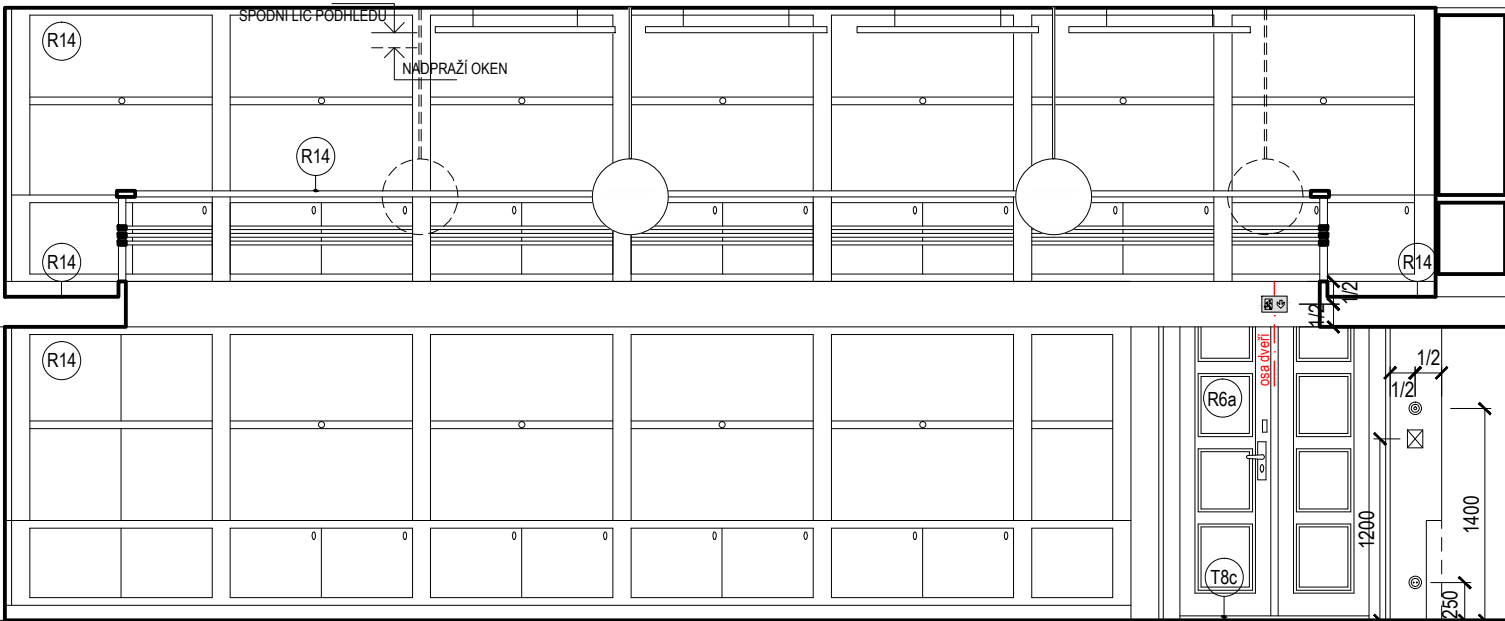 SPODNÍ LÍC PODHLEDU
R14
NADPRAŽÍ OKEN
R14
R14
R14
1/2
1/2
osa dveří
R14
1/2
1/2
R6a
1400
1200
T8c
250